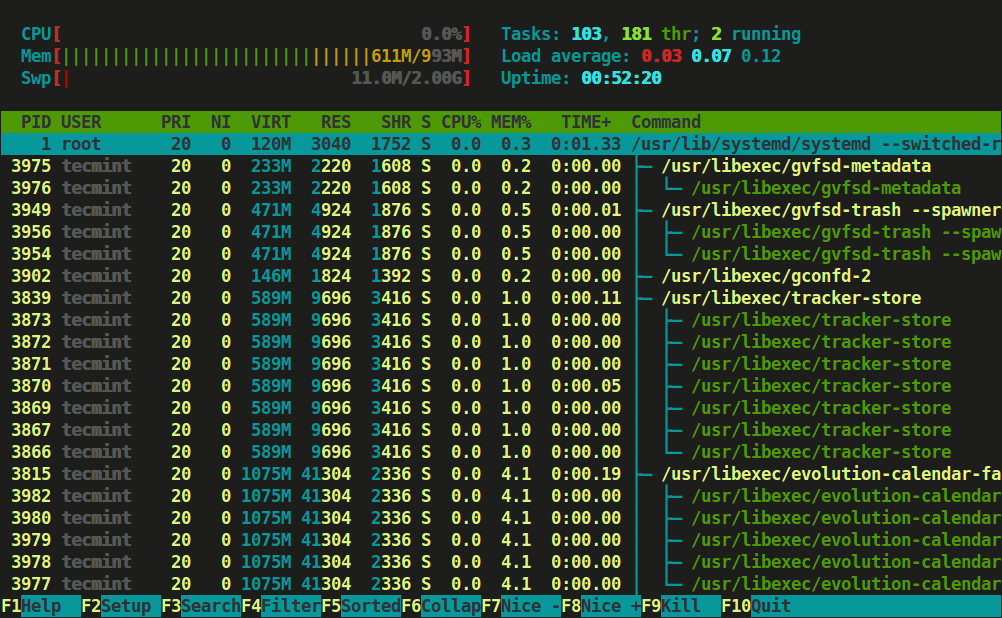 CPU[ 0.0%] Tasks: 103, 181 thr; 2 running
Mem[||||||||||||||||||||||||||||||||611M/993M] Load average: 0.03 0.07 0.12
Swp[| 11.0M/2.00G] Uptime: 00:52:20
PID USER PRI NI VIRT RES SHR S CPU% MEM% TIME+ Command
1 root 20 0 120M 3040 1752 S 0.0 0.3 0:01.33 /usr/lib/systemd/systemd --switched-r
3975 tecmint 20 0 233M 2220 1608 S 0.0 0.2 0:00.00 ├─ /usr/libexec/gvfsd-metadata
3976 tecmint 20 0 233M 2220 1608 S 0.0 0.2 0:00.00 │ └─ /usr/libexec/gvfsd-metadata
3949 tecmint 20 0 471M 4924 1876 S 0.0 0.5 0:00.01 ├─ /usr/libexec/gvfsd-trash --spawner
3956 tecmint 20 0 471M 4924 1876 S 0.0 0.5 0:00.00 │ ├─ /usr/libexec/gvfsd-trash --spaw
3954 tecmint 20 0 471M 4924 1876 S 0.0 0.5 0:00.00 │ └─ /usr/libexec/gvfsd-trash --spaw
3902 tecmint 20 0 146M 1824 1392 S 0.0 0.2 0:00.00 ├─ /usr/libexec/gconfd-2
3839 tecmint 20 0 589M 9696 3416 S 0.0 1.0 0:00.11 ├─ /usr/libexec/tracker-store
3873 tecmint 20 0 589M 9696 3416 S 0.0 1.0 0:00.00 │ ├─ /usr/libexec/tracker-store
3872 tecmint 20 0 589M 9696 3416 S 0.0 1.0 0:00.00 │ ├─ /usr/libexec/tracker-store
3871 tecmint 20 0 589M 9696 3416 S 0.0 1.0 0:00.00 │ ├─ /usr/libexec/tracker-store
3870 tecmint 20 0 589M 9696 3416 S 0.0 1.0 0:00.05 │ ├─ /usr/libexec/tracker-store
3869 tecmint 20 0 589M 9696 3416 S 0.0 1.0 0:00.00 │ ├─ /usr/libexec/tracker-store
3867 tecmint 20 0 589M 9696 3416 S 0.0 1.0 0:00.00 │ ├─ /usr/libexec/tracker-store
3866 tecmint 20 0 589M 9696 3416 S 0.0 1.0 0:00.00 │ └─ /usr/libexec/tracker-store
3815 tecmint 20 0 1075M 41304 2336 S 0.0 4.1 0:00.19 ├─ /usr/libexec/evolution-calendar-fa
3982 tecmint 20 0 1075M 41304 2336 S 0.0 4.1 0:00.00 │ ├─ /usr/libexec/evolution-calendar
3980 tecmint 20 0 1075M 41304 2336 S 0.0 4.1 0:00.00 │ ├─ /usr/libexec/evolution-calendar
3979 tecmint 20 0 1075M 41304 2336 S 0.0 4.1 0:00.00 │ ├─ /usr/libexec/evolution-calendar
3978 tecmint 20 0 1075M 41304 2336 S 0.0 4.1 0:00.00 │ ├─ /usr/libexec/evolution-calendar
3977 tecmint 20 0 1075M 41304 2336 S 0.0 4.1 0:00.00 │ └─ /usr/libexec/evolution-calendar
F1Help F2Setup F3SearchF4FilterF5SortedF6CollapF7Nice -F8Nice +F9Kill F10Quit